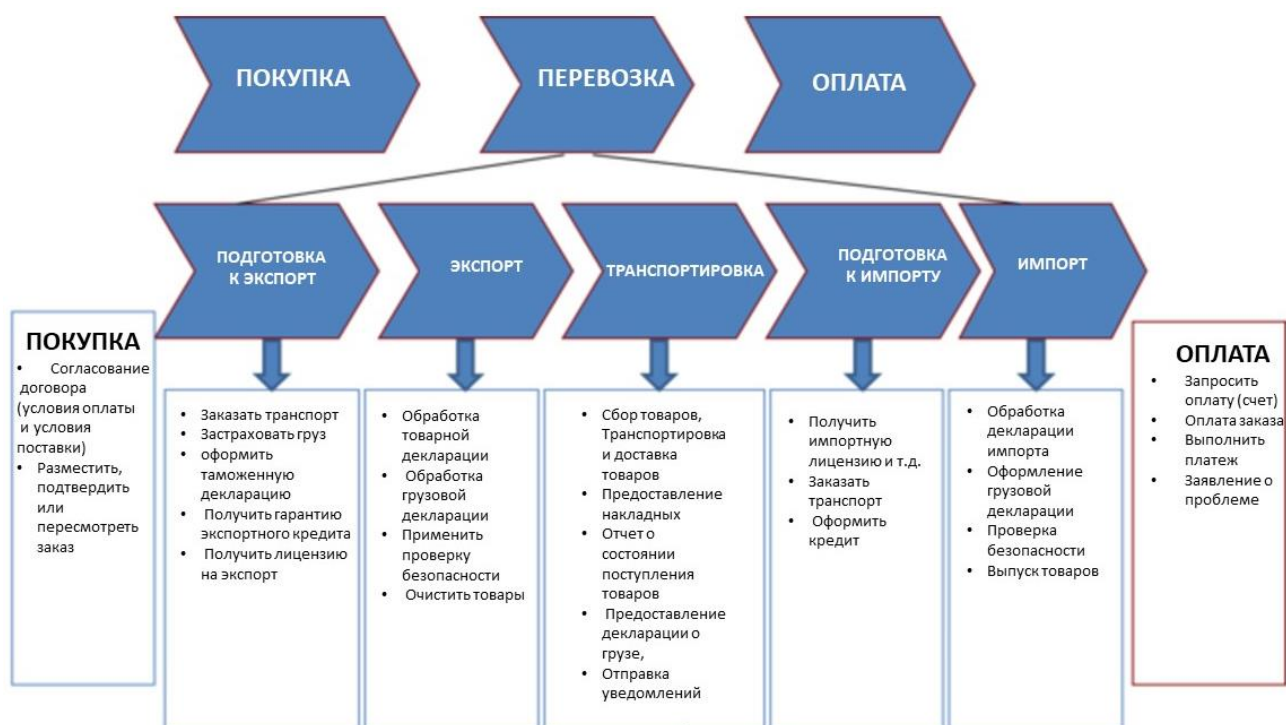 ПОКУПКА
ПЕРЕВОЗКА
ОПЛАТА
ПОДГОТОВКА
К ЭКСПОРТ
ЭКСПОРТ
ТРАНСПОРТИРОВКА
ПОДГОТОВКА
К ИМПОРТУ
ИМПОРТ
ПОКУПКА
• Согласование
договора
(условия оплаты
и условия
поставки)
• Разместить,
подтвердить
или
пересмотреть
заказ
• Заказать транспорт
• Застраховать груз
• оформить
таможенную
декларацию
• Получить гарантию
экспортного кредита
• Получить лицензию
на экспорт
• Обработка
товарной
декларации
• Обработка
грузовой
декларации
• Применить
проверку
безопасности
• Очистить товары
• Сбор товаров,
Транспортировка
и доставка
товаров
• Предоставление
накладных
• Отчет о
состоянии
поступления
товаров
• Предоставление
декларации о
грузе,
• Отправка
уведомлений
• Получить
импортную
лицензию и т.д.
• Заказать
транспорт
• Оформить
кредит
• Обработка
декларации
импорта
• Оформление
грузовой
декларации
• Проверка
безопасности
• Выпуск товаров
ОПЛАТА
• Запросить
оплату (счет)
• Оплата заказа
• Выполнить
платеж
• Заявление о
проблеме